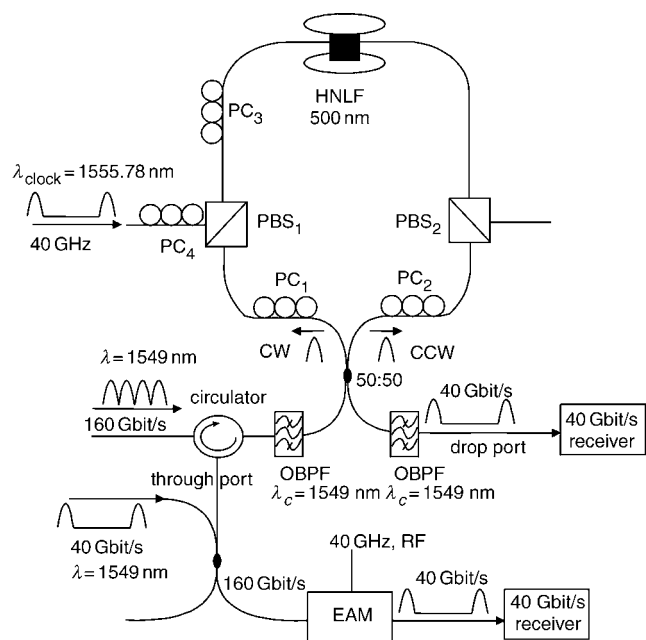 HNLF
500 nm
PC3
λclock = 1555.78 nm
40 GHz
PC4
PBS1
PBS2
PC1
PC2
CW
CCW
50:50
λ = 1549 nm
160 Gbit/s
circulator
OBPF
λc = 1549 nm
OBPF
λc = 1549 nm
40 Gbit/s
drop port
40 Gbit/s
receiver
through port
40 Gbit/s
λ = 1549 nm
160 Gbit/s
40 GHz, RF
EAM
40 Gbit/s
40 Gbit/s
receiver